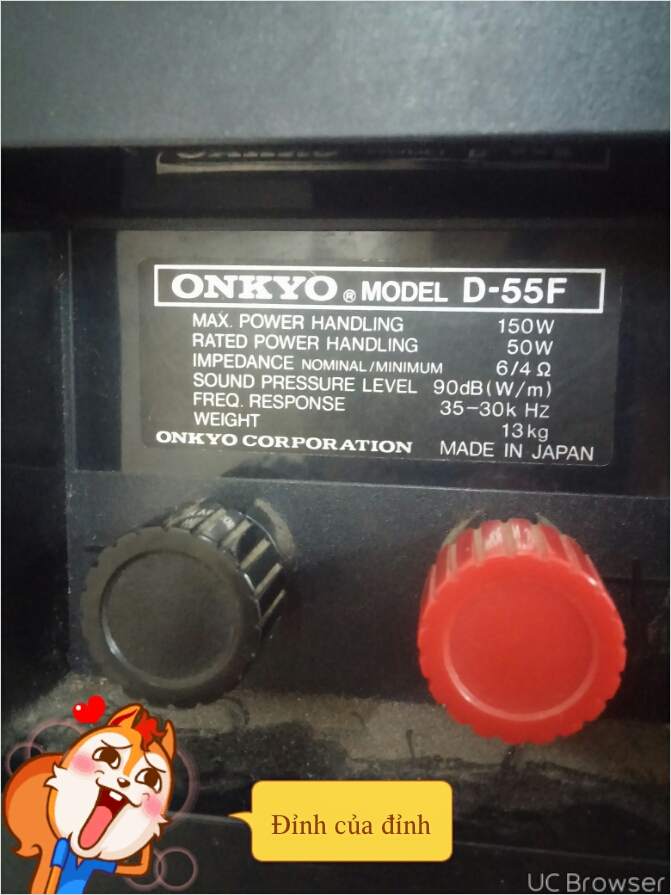 ONKYO ® MODEL D-55F
MAX. POWER HANDLING 150W
RATED POWER HANDLING 50W
IMPEDANCE NOMINAL/MINIMUM 6/4 Ω
SOUND PRESSURE LEVEL 90dB(W/m)
FREQ. RESPONSE 35-30k HZ
WEIGHT 13kg
ONKYO CORPORATION MADE IN JAPAN
Đỉnh của đỉnh
UC Browser